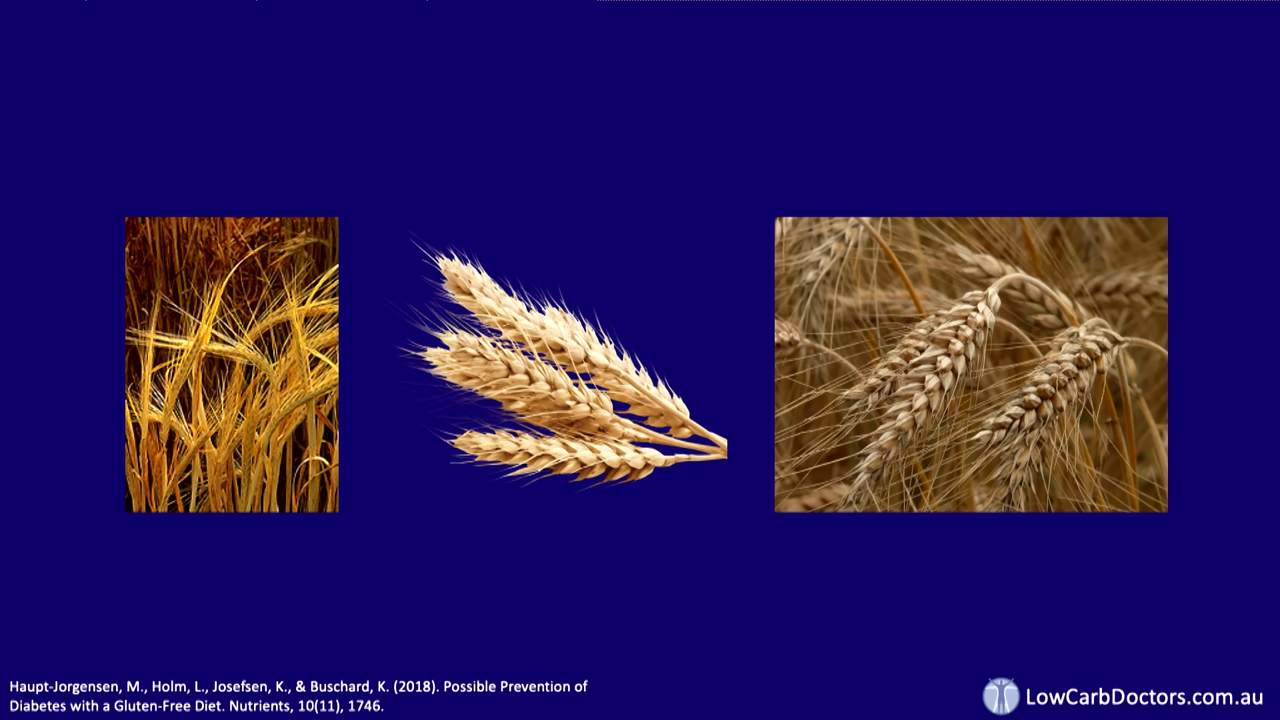 Haupt-Jorgensen, M., Holm, L., Josefsen, K., & Buschard, K. (2018). Possible Prevention of
Diabetes with a Gluten-Free Diet. Nutrients, 10(11), 1746.
LowCarbDoctors.com.au